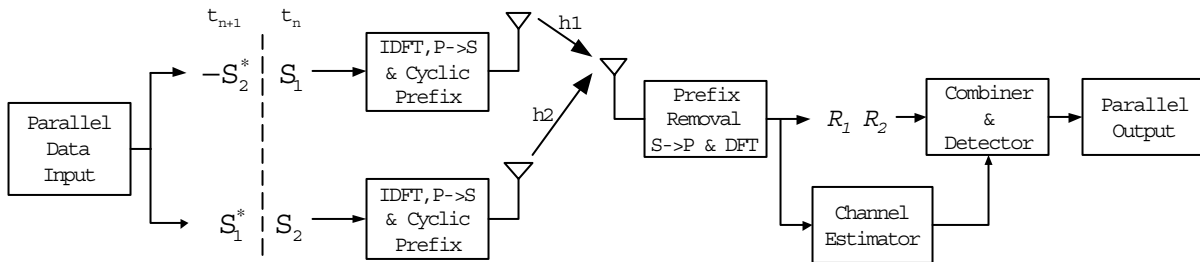 t_{n+1} t_n
-S_2^* S_1
IDFT,P->S
& Cyclic
Prefix
h1
h2
Parallel
Data
Input
Prefix
Removal
S->P & DFT
R_1 R_2
Combiner
&
Detector
Parallel
Output
S_1^* S_2
IDFT,P->S
& Cyclic
Prefix
Channel
Estimator